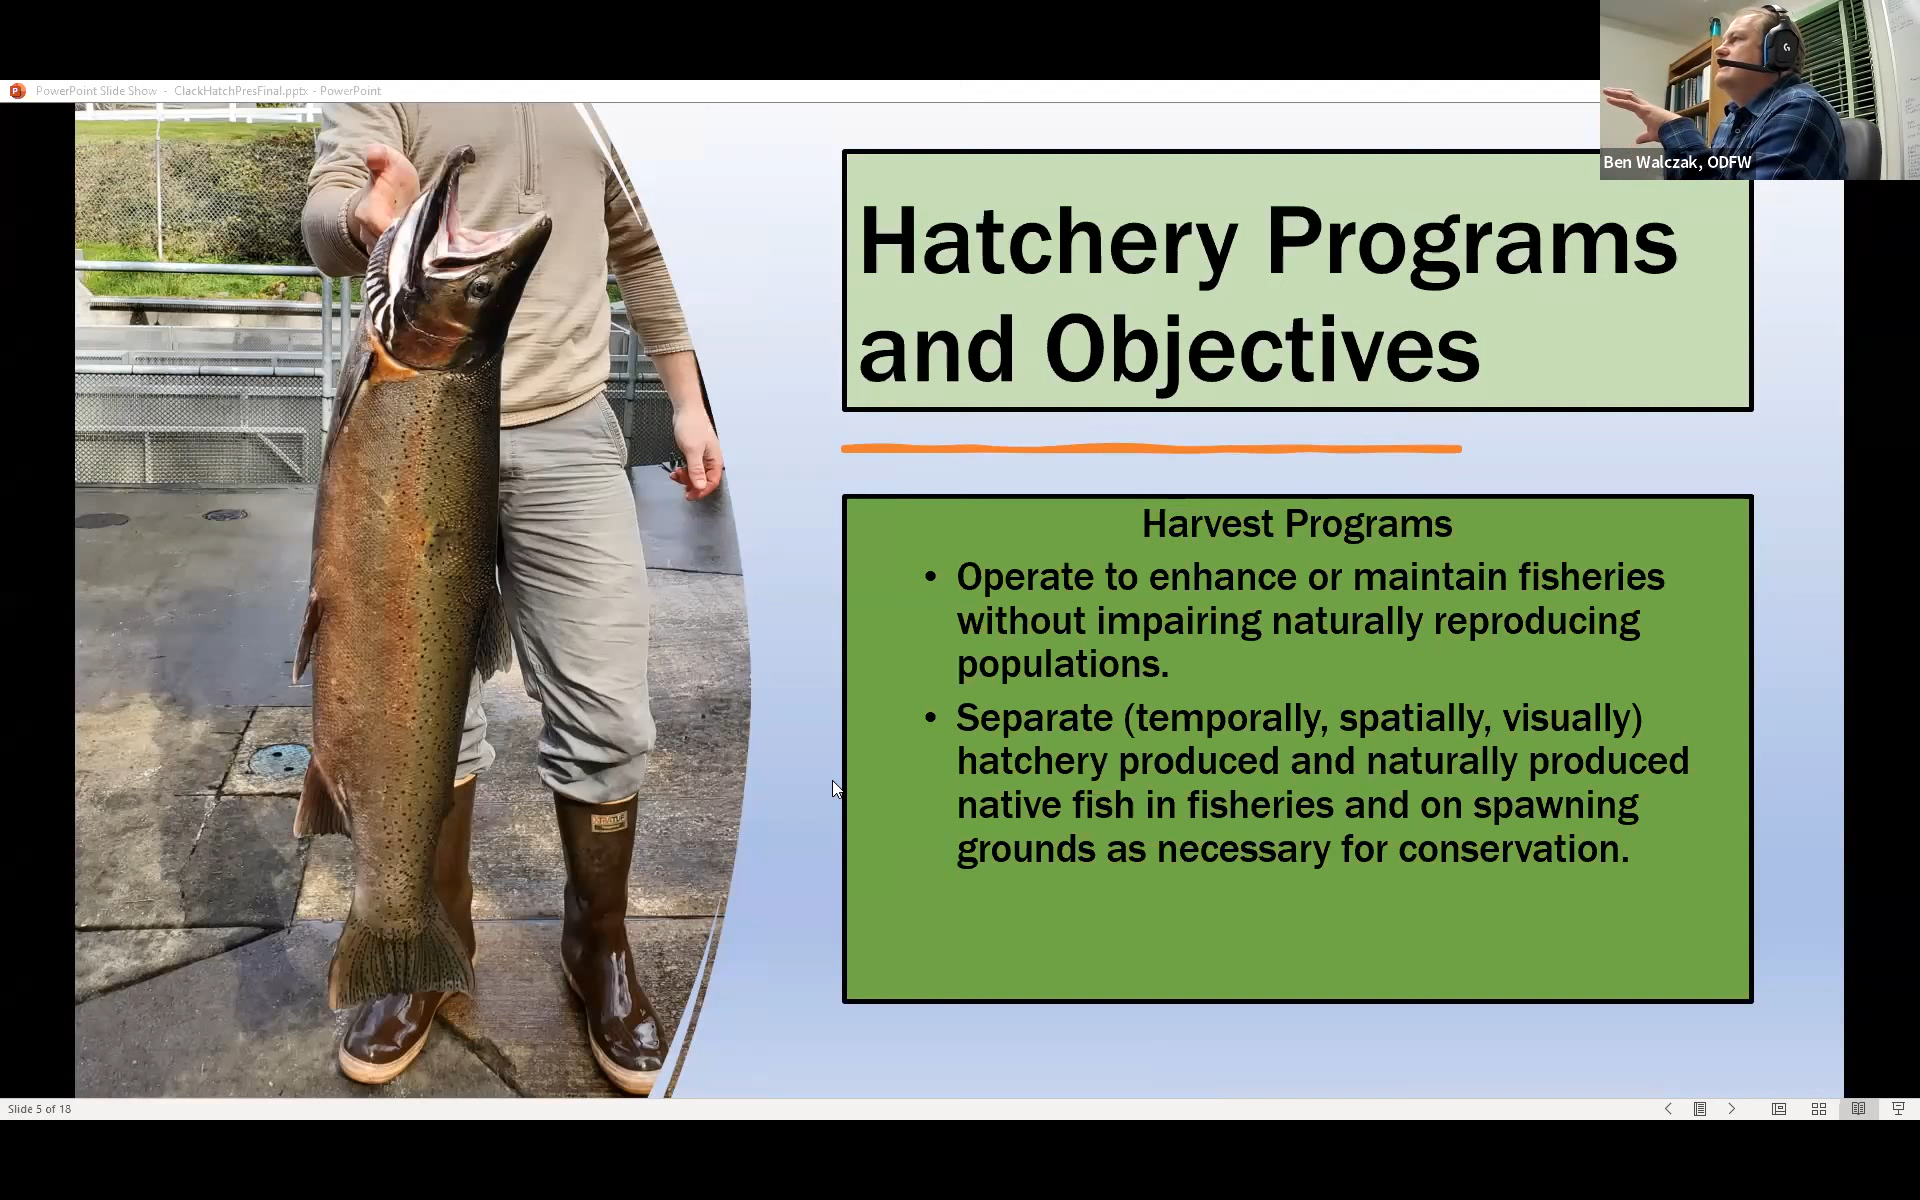 PowerPoint Slide Show - ClackHatchPresFinal.pptx - PowerPoint
Ben Walczak, ODFW
Hatchery Programs
and Objectives
Harvest Programs
• Operate to enhance or maintain fisheries
without impairing naturally reproducing
populations.
• Separate (temporally, spatially, visually)
hatchery produced and naturally produced
native fish in fisheries and on spawning
grounds as necessary for conservation.
Slide 5 of 18